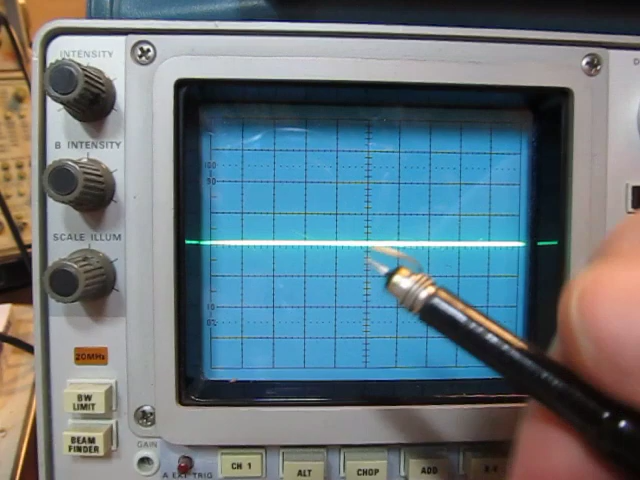 INTENSITY
B INTENSITY
SCALE ILLUM
20MHz
BW
LIMIT
BEAM
FINDER
GAIN
A EXT TRIG
CH 1
ALT
CHOP
ADD
100
90
10